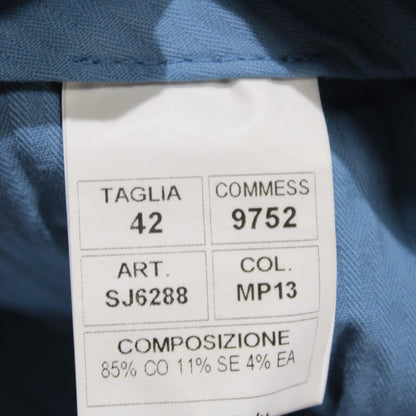 TAGLIA COMMESS
42 9752
ART. COL.
SJ6288 MP13
COMPOSIZIONE
85% CO 11% SE 4% EA